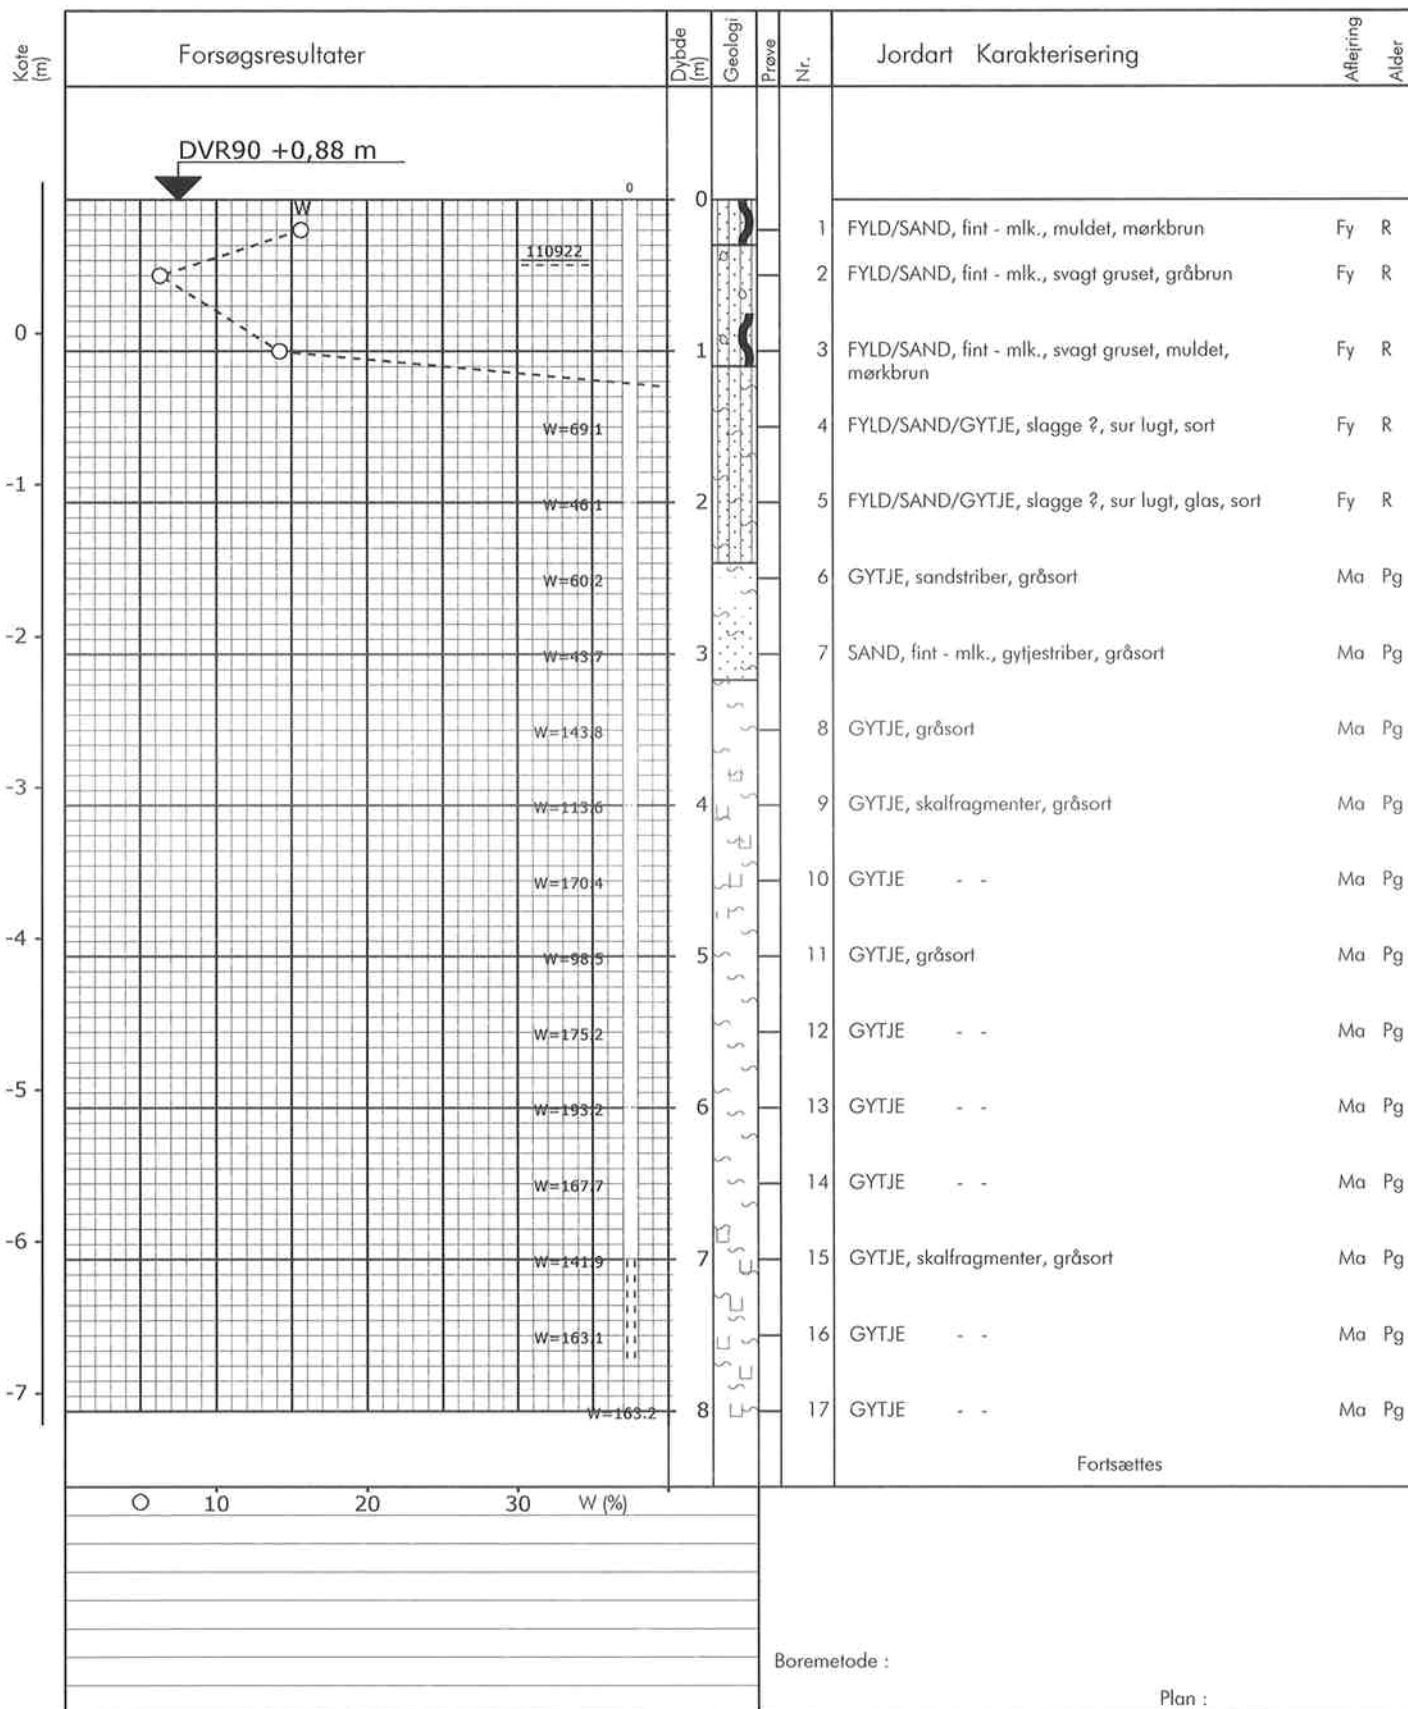 Kote (m) Forsøgsresultater Dybde (m) Geologi Prøve Nr. Jordart Karakterisering Aflejring Alder
DVR90 +0,88 m
0
0
W
1 FYLD/SAND, fint - mlk., muldet, mørkbrun Fy R
110922
2 FYLD/SAND, fint - mlk., svagt gruset, gråbrun Fy R
0
1 3 FYLD/SAND, fint - mlk., svagt gruset, muldet, Fy R
mørkbrun
W=69.1 4 FYLD/SAND/GYTJE, slagge ?, sur lugt, sort Fy R
-1
W=46.1 2 5 FYLD/SAND/GYTJE, slagge ?, sur lugt, glas, sort Fy R
W=60.2 6 GYTJE, sandstriber, gråsort Ma Pg
-2
W=43.7 3 7 SAND, fint - mlk., gytjestriber, gråsort Ma Pg
W=143.8 8 GYTJE, gråsort Ma Pg
-3
W=113.6 4 9 GYTJE, skalfragmenter, gråsort Ma Pg
W=170.4 10 GYTJE - - Ma Pg
-4
W=98.5 5 11 GYTJE, gråsort Ma Pg
W=175.2 12 GYTJE - - Ma Pg
-5
W=193.2 6 13 GYTJE - - Ma Pg
W=167.7 14 GYTJE - - Ma Pg
-6
W=141.9 7 15 GYTJE, skalfragmenter, gråsort Ma Pg
W=163.1 16 GYTJE - - Ma Pg
-7
W=163.2 8 17 GYTJE - - Ma Pg
Fortsættes
10 20 30 W (%)
Boremetode :
Plan :